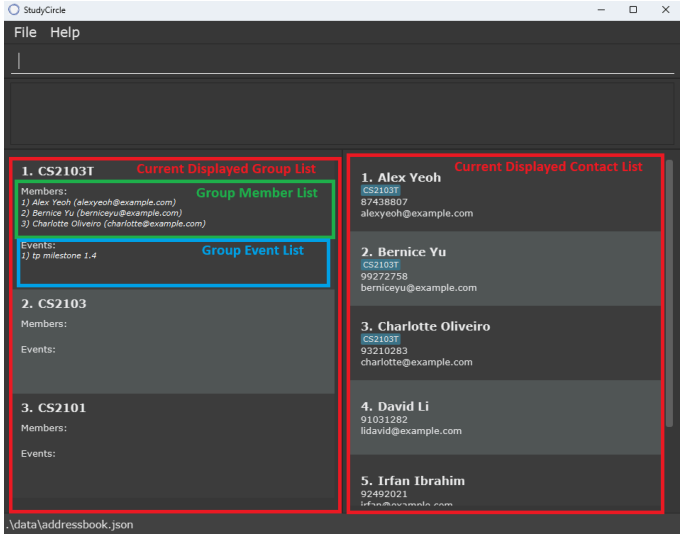 StudyCircle
File Help
Current Displayed Group List
1. CS2103T
Members:
Group Member List
1) Alex Yeoh (alexyeoh@example.com)
2) Bernice Yu (berniceyu@example.com)
3) Charlotte Oliveiro (charlotte@example.com)
Events:
Group Event List
1) tp milestone 1.4
2. CS2103
Members:
Events:
3. CS2101
Members:
Events:
Current Displayed Contact List
1. Alex Yeoh
CS2103T
87438807
alexyeoh@example.com
2. Bernice Yu
CS2103T
99272758
berniceyu@example.com
3. Charlotte Oliveiro
CS2103T
93210283
charlotte@example.com
4. David Li
91031282
lidavid@example.com
5. Irfan Ibrahim
92492021
irfan@example.com
.\data\addressbook.json